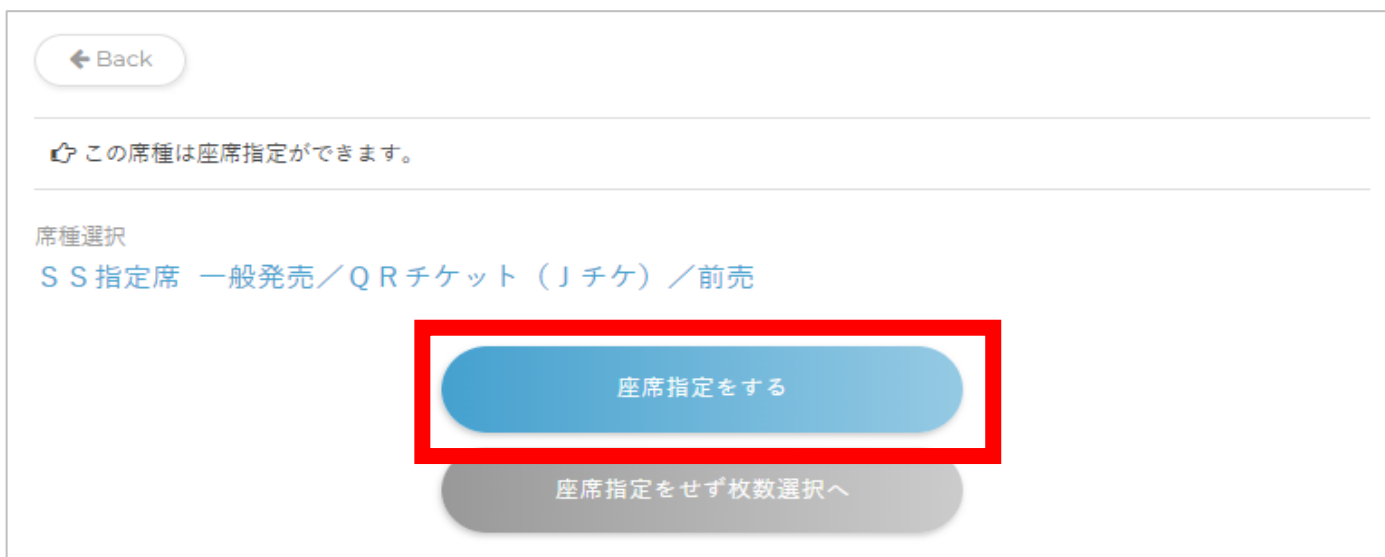 Back
この席種は座席指定ができます。
席種選択
ＳＳ指定席 一般発売／ＱＲチケット（Ｊチケ）／前売
座席指定をする
座席指定をせず枚数選択へ